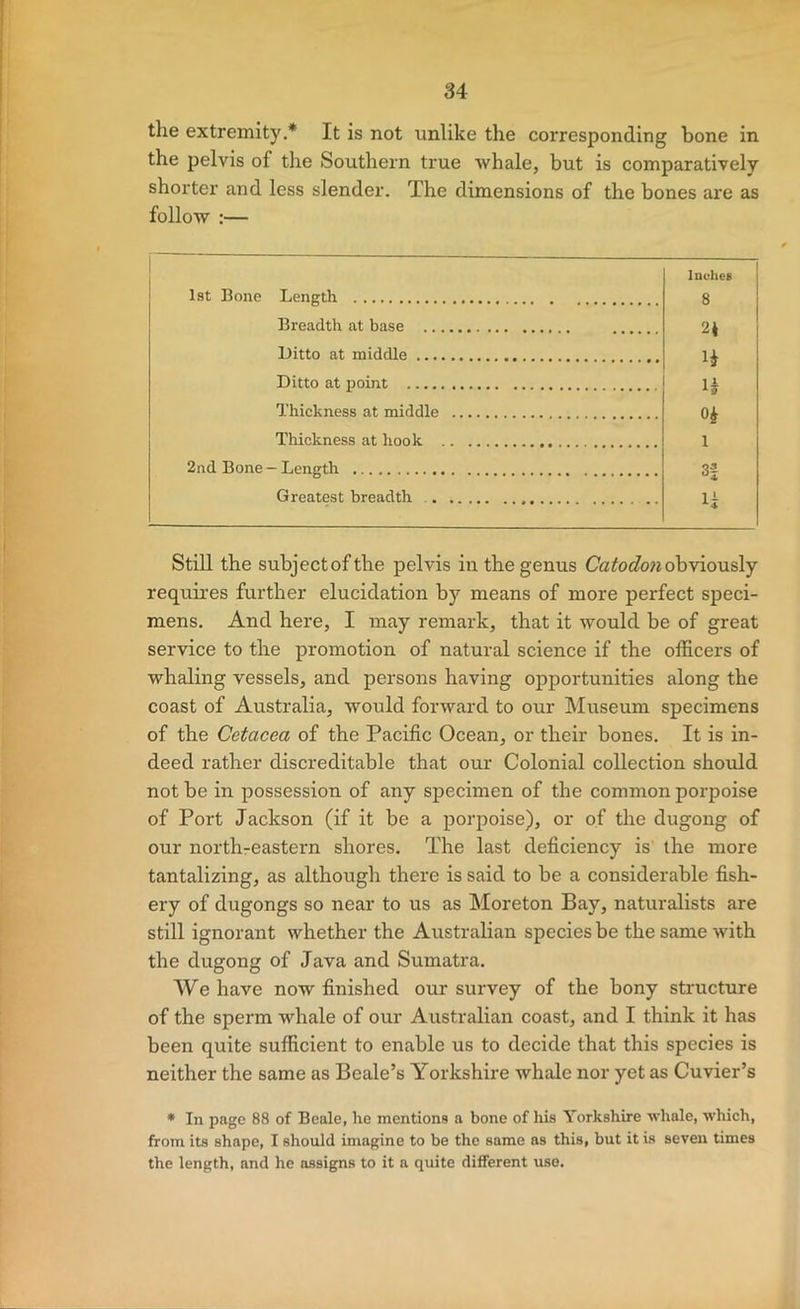 34
the extremity.* It is not unlike the corresponding bone in
the pelvis of the Southern true whale, but is comparatively
shorter and less slender. The dimensions of the bones are as
follow :—
Inches
1st Bone Length ........................ . .......... 8
Breadth at base ............ ...... ...... 2¼
Ditto at middle .............................. 1½
Ditto at point ............ ..................
Thickness at middle ........................ 0½
Thickness at hook .. ........................ 1
2nd Bone – Length ............ ............ .......... 3¾
Greatest breadth . ...... ............ ........ .. 1¼
Still the subject of the pelvis in the genus Catodon obviously
requires further elucidation by means of more perfect speci-
mens. And here, I may remark, that it would be of great
service to the promotion of natural science if the officers of
whaling vessels, and persons having opportunities along the
coast of Australia, would forward to our Museum specimens
of the Cetacea of the Pacific Ocean, or their bones. It is in-
deed rather discreditable that our Colonial collection should
not be in possession of any specimen of the common porpoise
of Port Jackson (if it be a porpoise), or of the dugong of
our north-eastern shores. The last deficiency is the more
tantalizing, as although there is said to be a considerable fish-
ery of dugongs so near to us as Moreton Bay, naturalists are
still ignorant whether the Australian species be the same with
the dugong of Java and Sumatra.
We have now finished our survey of the bony structure
of the sperm whale of our Australian coast, and I think it has
been quite sufficient to enable us to decide that this species is
neither the same as Beale's Yorkshire whale nor yet as Cuvier's
* In page 88 of Beale, he mentions a bone of his Yorkshire whale, which,
from its shape, I should imagine to be the same as this, but it is seven times
the length, and he assigns to it a quite different use.